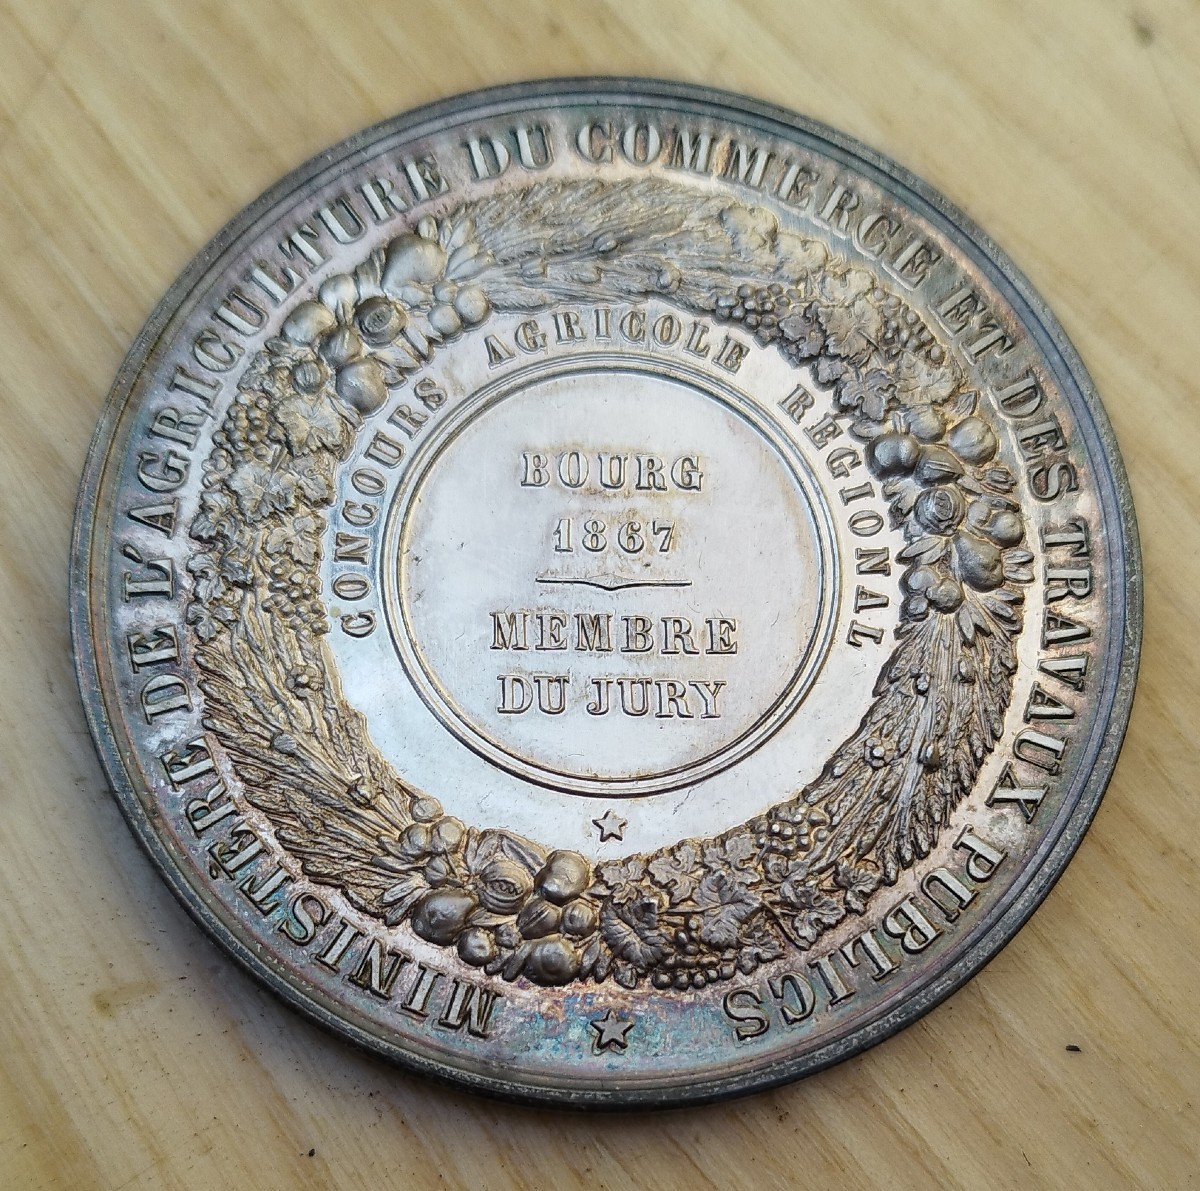 MINISTÈRE DE L'AGRICULTURE DU COMMERCE ET DES TRAVAUX PUBLICS
CONCOURS AGRICOLE RÉGIONAL
BOURG
1867
MEMBRE
DU JURY